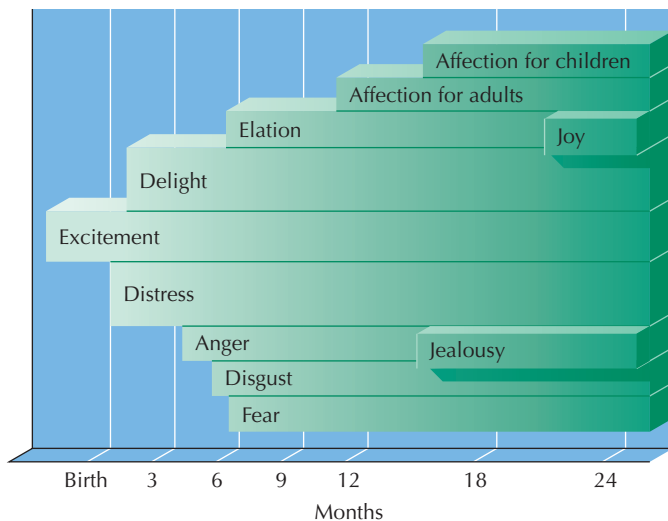 Affection for children
Affection for adults
Elation
Joy
Delight
Excitement
Distress
Anger
Jealousy
Disgust
Fear
Birth 3 6 9 12 18 24
Months